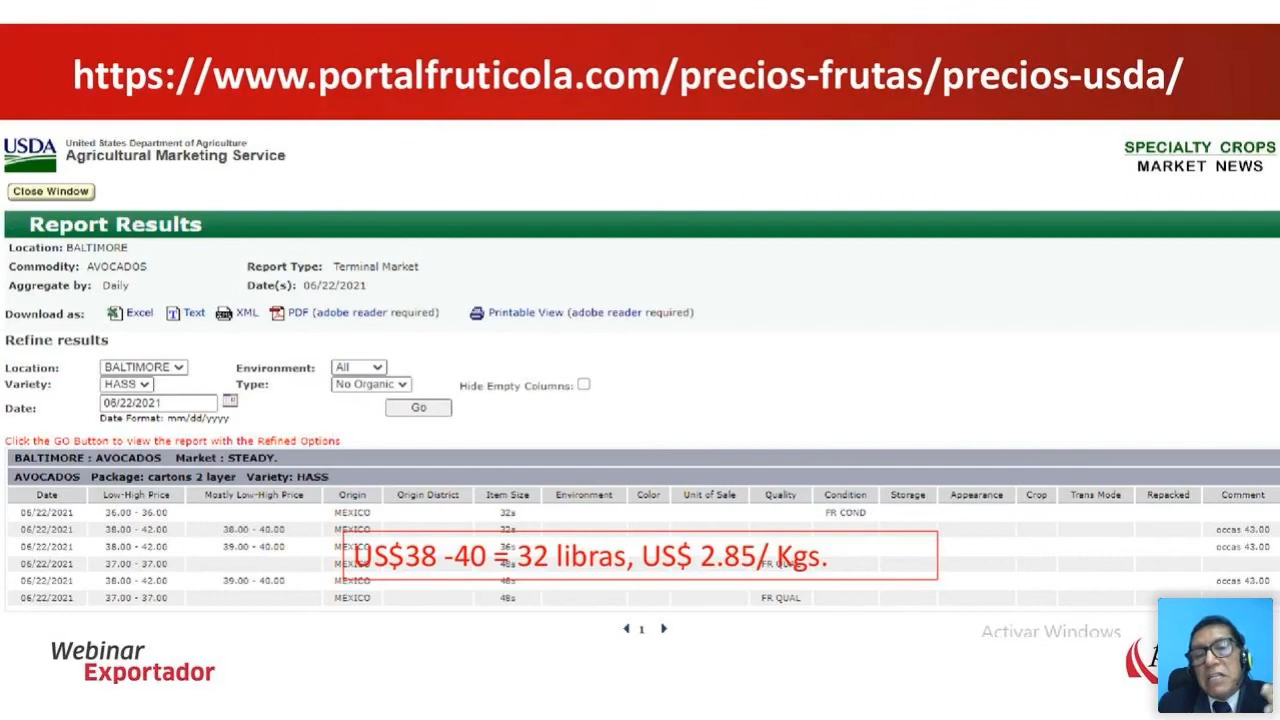 https://www.portalfruticola.com/precios-frutas/precios-usda/
USDA United States Department of Agriculture
Agricultural Marketing Service
SPECIALTY CROPS
MARKET NEWS
Close Window
Report Results
Location: BALTIMORE
Commodity: AVOCADOS Report Type: Terminal Market
Aggregate by: Daily Date(s): 06/22/2021
Download as: Excel Text XML PDF (adobe reader required) Printable View (adobe reader required)
Refine results
Location: BALTIMORE Environment: All
Variety: HASS Type: No Organic Hide Empty Columns:
Date: 06/22/2021 Go
Date Format: mm/dd/yyyy
Click the GO Button to view the report with the Refined Options
BALTIMORE : AVOCADOS Market : STEADY.
AVOCADOS Package: cartons 2 layer Variety: HASS
Date Low-High Price Mostly Low-High Price Origin Origin District Item Size Environment Color Unit of Sale Quality Condition Storage Appearance Crop Trans Mode Repacked Comment
06/22/2021 36.00 - 36.00 MEXICO 32s FR COND
06/22/2021 38.00 - 42.00 38.00 - 40.00 MEXICO 32s occas 43.00
06/22/2021 38.00 - 42.00 39.00 - 40.00 MEXICO 36s occas 43.00
US$38 -40 = 32 libras, US$ 2.85/ Kgs.
06/22/2021 37.00 - 37.00 MEXICO 48s FR QUAL
06/22/2021 38.00 - 42.00 39.00 - 40.00 MEXICO 48s occas 43.00
06/22/2021 37.00 - 37.00 MEXICO 48s FR QUAL
1
Activar Windows
Webinar
Exportador